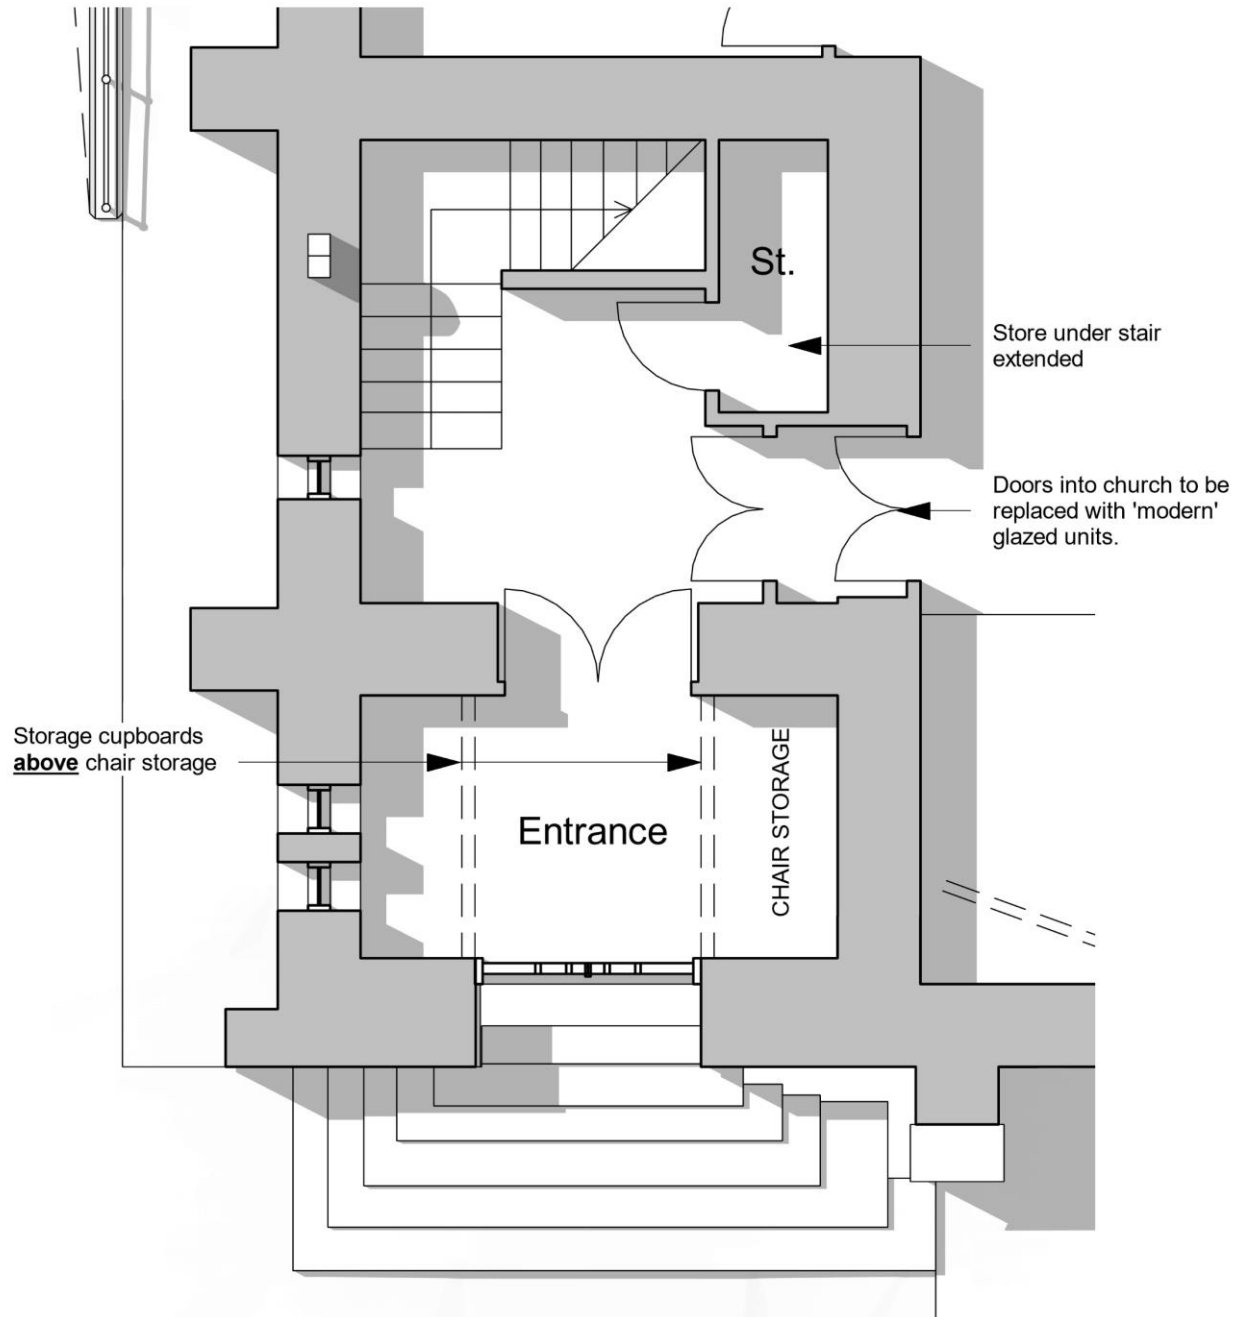 St.
Store under stair
extended
Doors into church to be
replaced with 'modern'
glazed units.
Storage cupboards
above chair storage
Entrance
CHAIR STORAGE